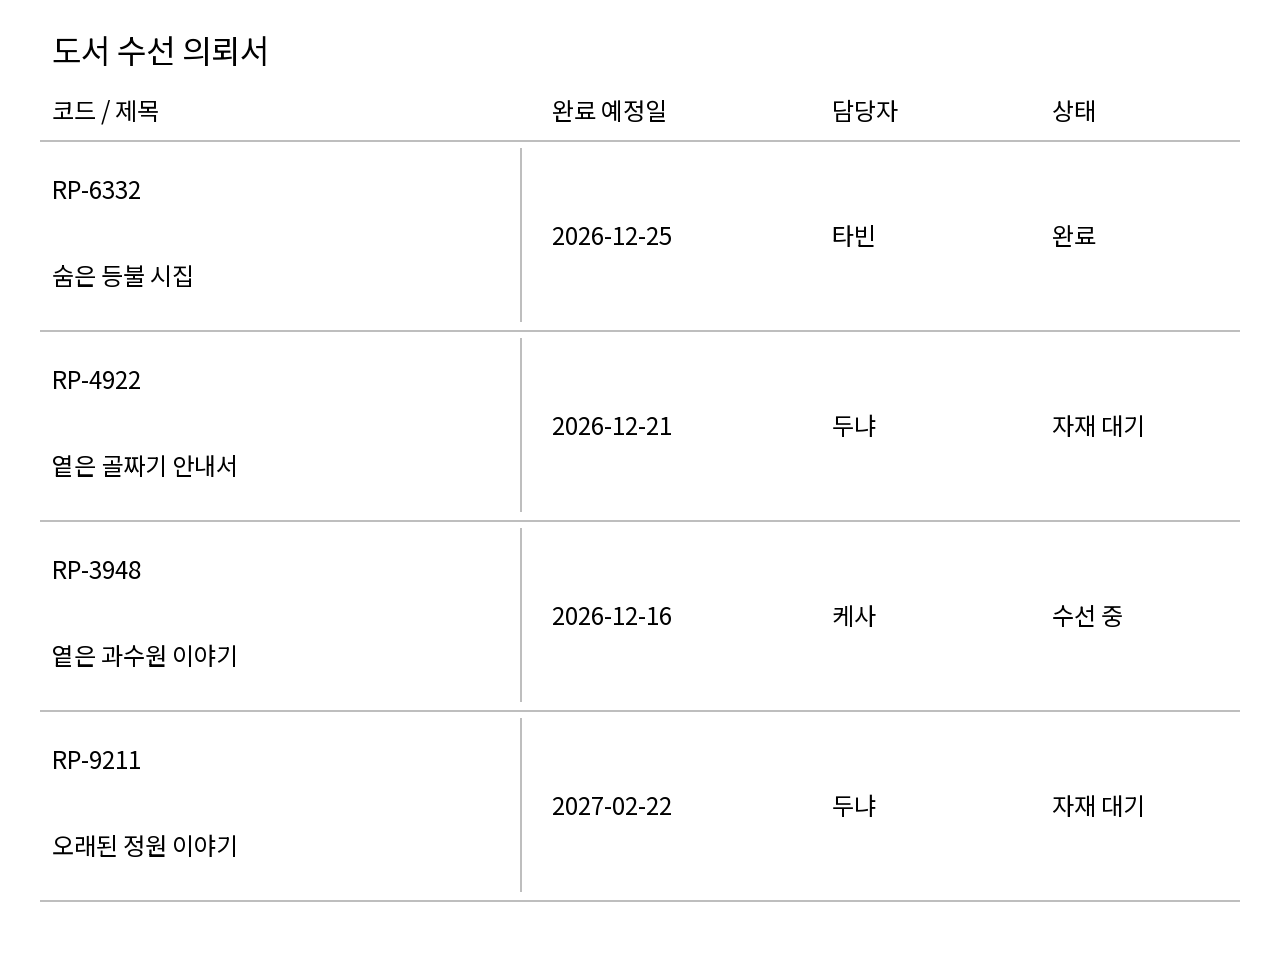 도서 수선 의뢰서
코드 / 제목 완료 예정일 담당자 상태
RP-6332
숨은 등불 시집
2026-12-25 타빈 완료
RP-4922
옅은 골짜기 안내서
2026-12-21 두냐 자재 대기
RP-3948
옅은 과수원 이야기
2026-12-16 케사 수선 중
RP-9211
오래된 정원 이야기
2027-02-22 두냐 자재 대기